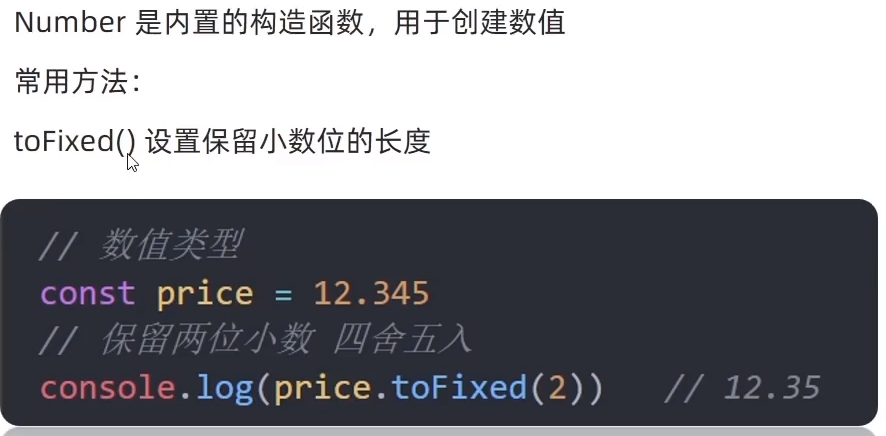 Number 是内置的构造函数，用于创建数值
常用方法：
toFixed() 设置保留小数位的长度
// 数值类型
const price = 12.345
// 保留两位小数 四舍五入
console.log(price.toFixed(2))   // 12.35